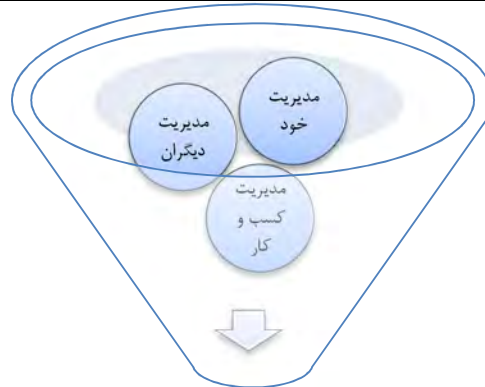 مدیریت
خود
مدیریت
دیگران
مدیریت
کسب و
کار